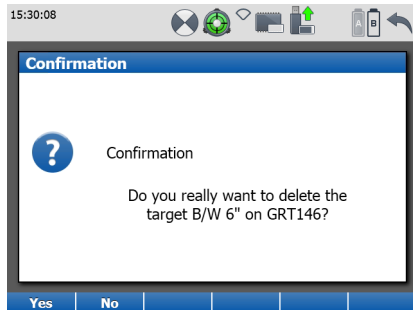 15:30:08
A B
Confirmation
?
Confirmation
Do you really want to delete the
target B/W 6" on GRT146?
Yes No